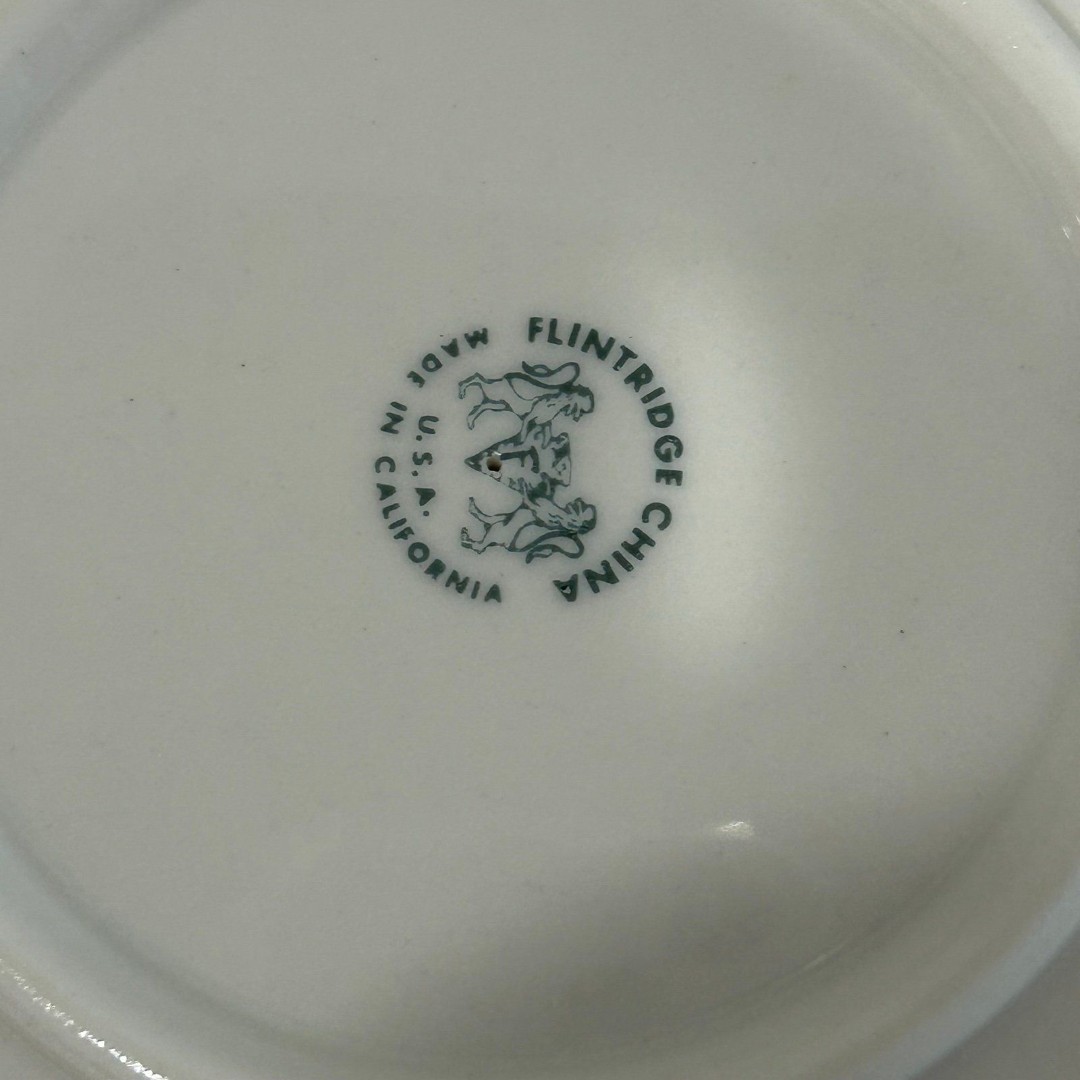 FLINTRIDGE CHINA
F
U.S.A.
MADE IN CALIFORNIA